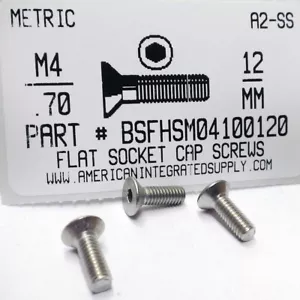 METRIC A2-SS
M4 12
.70 MM
PART # BSFHSM04100120
FLAT SOCKET CAP SCREWS
WWW.AMERICANINTEGRATEDSUPPLY.COM